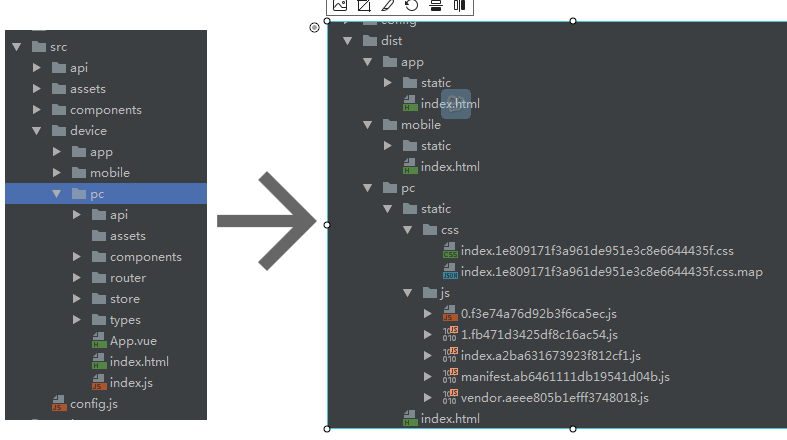 src
api
assets
components
device
app
mobile
pc
api
assets
components
router
store
types
App.vue
index.html
index.js
config.js
config
dist
app
static
index.html
mobile
static
index.html
pc
static
css
index.1e809171f3a961de951e3c8e6644435f.css
index.1e809171f3a961de951e3c8e6644435f.css.map
js
0.f3e74a76d92b3f6ca5ec.js
1.fb471d3425df8c16ac54.js
index.a2ba631673923f812cf1.js
manifest.ab6461111db19541d04b.js
vendor.aeee805b1efff3748018.js
index.html